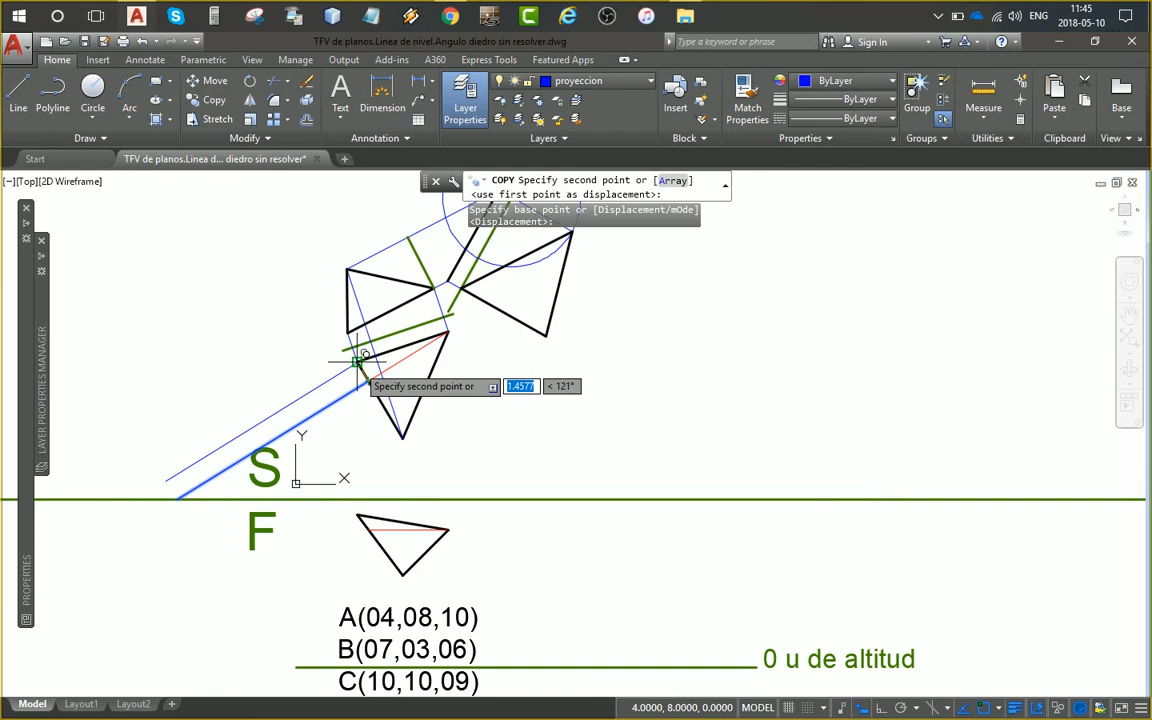 11:45
ENG
2018-05-10
TFV de planos.Linea de nivel.Angulo diedro sin resolver.dwg
Type a keyword or phrase
Sign In
Home Insert Annotate Parametric View Manage Output Add-ins A360 Express Tools Featured Apps
Line
Polyline
Circle
Arc
Draw
Move
Copy
Stretch
Modify
Text
Dimension
Annotation
Layer
Properties
proyeccion
Layers
Insert
Block
Match
Properties
ByLayer
ByLayer
ByLayer
Properties
Group
Groups
Measure
Utilities
Paste
Clipboard
Base
View
Start
TFV de planos.Linea d... diedro sin resolver*
[−][Top][2D Wireframe]
COPY Specify second point or [Array]
<use first point as displacement>:
Specify base point or [Displacement/mOde]
<Displacement>:
Specify second point or
1.4577
< 121°
LAYER PROPERTIES MANAGER
PROPERTIES
S
Y
X
F
A(04,08,10)
B(07,03,06)
C(10,10,09)
0 u de altitud
Model
Layout1
Layout2
4.0000, 8.0000, 0.0000
MODEL